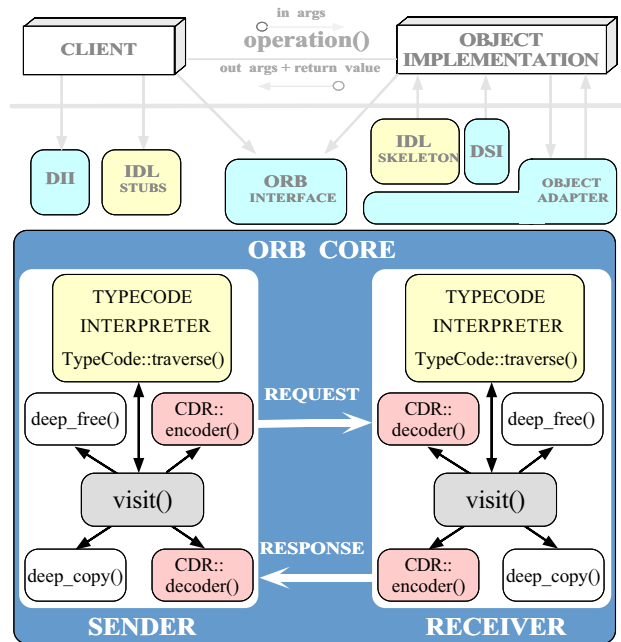 in args
CLIENT
operation()
OBJECT
IMPLEMENTATION
out args + return value
DII
IDL
STUBS
ORB
INTERFACE
IDL
SKELETON
DSI
OBJECT
ADAPTER
ORB CORE
TYPECODE
INTERPRETER
TypeCode::traverse()
TYPECODE
INTERPRETER
TypeCode::traverse()
deep_free()
CDR::
encoder()
REQUEST
CDR::
decoder()
deep_free()
visit()
visit()
deep_copy()
CDR::
decoder()
RESPONSE
CDR::
encoder()
deep_copy()
SENDER
RECEIVER